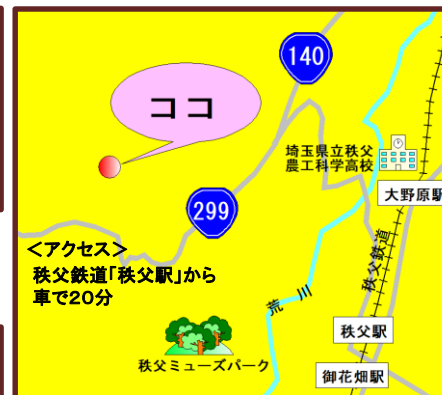 140
ココ
埼玉県立秩父
農工科学高校
大野原駅
299
<アクセス>
秩父鉄道「秩父駅」から
車で20分
秩父鉄道
荒川
秩父駅
秩父ミューズパーク
御花畑駅